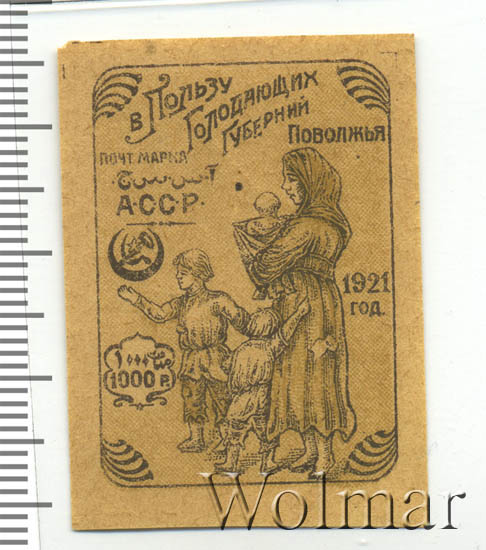 В Пользу
Голодающих
Губерний
Поволжья
ПОЧТ. МАРКА
А·С·С·Р·
1921
ГОД.
1000 Р.
Wolmar